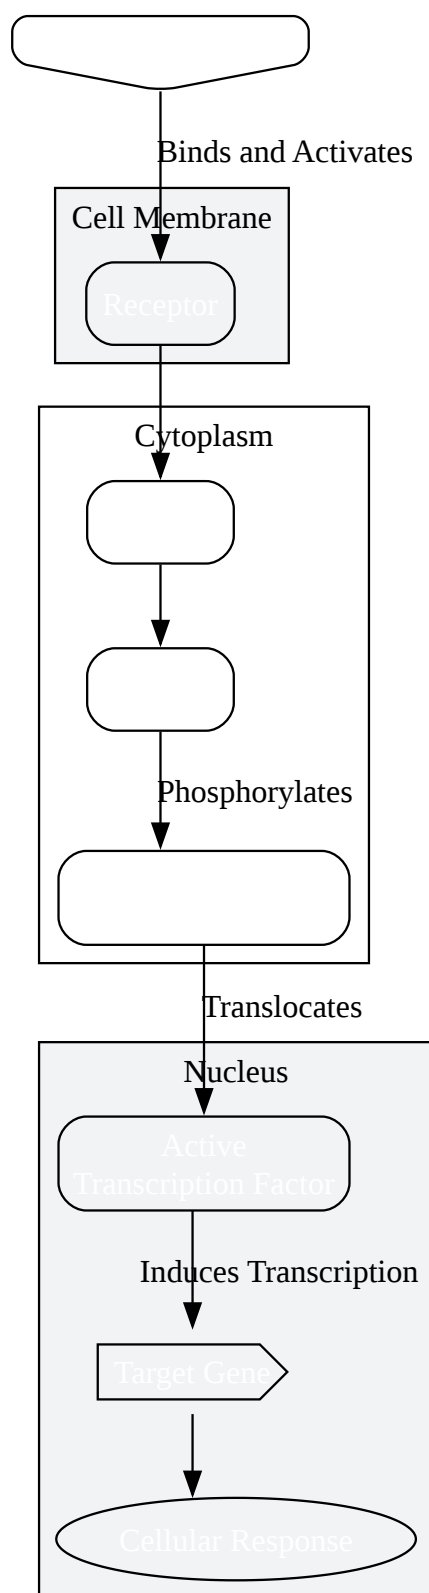 Binds and Activates
Cell Membrane
Receptor
Cytoplasm
Phosphorylates
Translocates
Nucleus
Active
Transcription Factor
Induces Transcription
Target Gene
Cellular Response